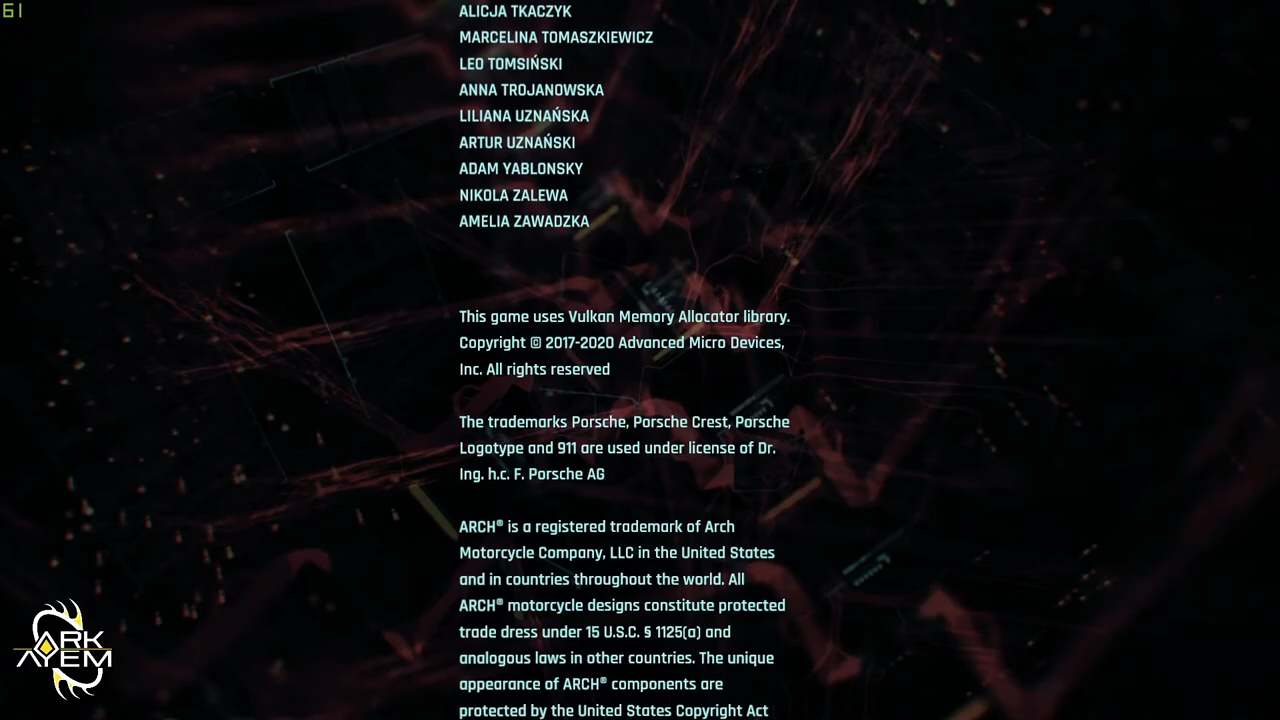 61
ALICJA TKACZYK
MARCELINA TOMASZKIEWICZ
LEO TOMSIŃSKI
ANNA TROJANOWSKA
LILIANA UZNAŃSKA
ARTUR UZNAŃSKI
ADAM YABLONSKY
NIKOLA ZALEWA
AMELIA ZAWADZKA
This game uses Vulkan Memory Allocator library.
Copyright © 2017-2020 Advanced Micro Devices,
Inc. All rights reserved
The trademarks Porsche, Porsche Crest, Porsche
Logotype and 911 are used under license of Dr.
Ing. h.c. F. Porsche AG
ARCH® is a registered trademark of Arch
Motorcycle Company, LLC in the United States
and in countries throughout the world. All
ARCH® motorcycle designs constitute protected
trade dress under 15 U.S.C. § 1125(a) and
analogous laws in other countries. The unique
appearance of ARCH® components are
protected by the United States Copyright Act
ARK
AYEM